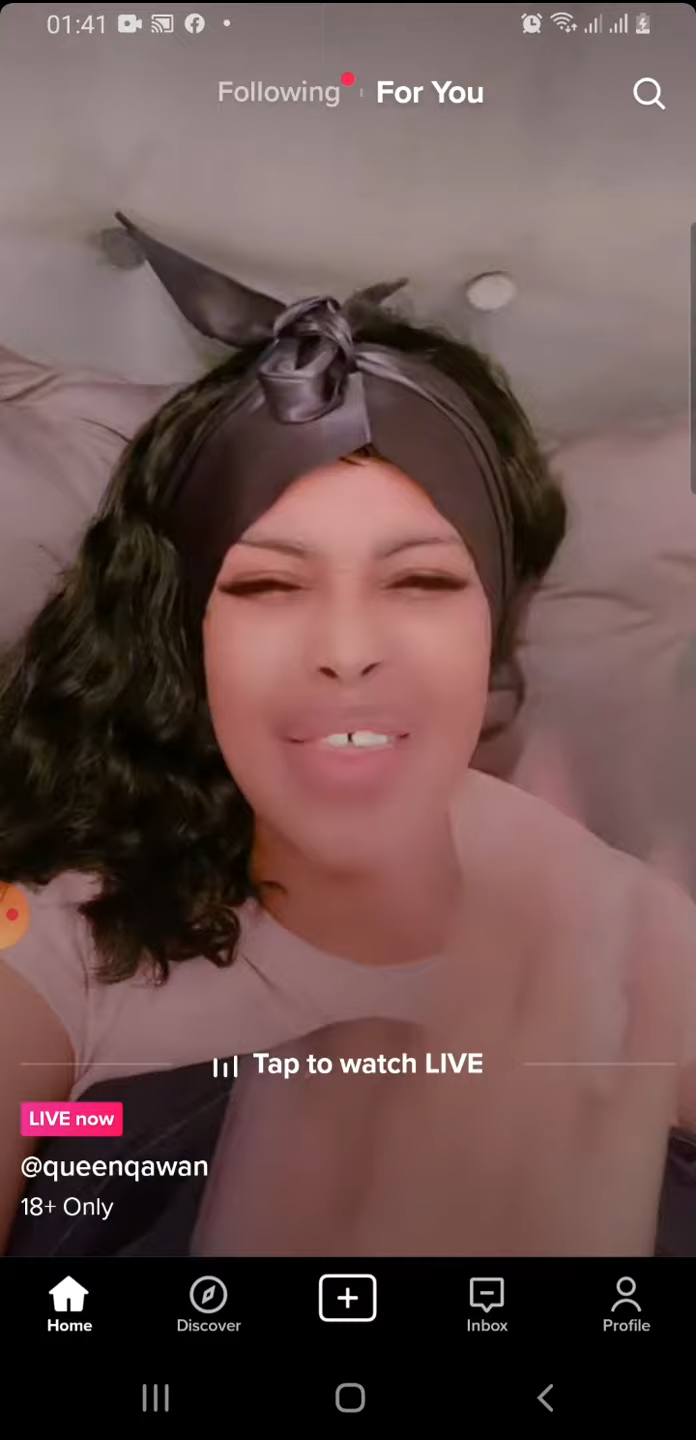 01:41
Following
For You
Tap to watch LIVE
LIVE now
@queenqawan
18+ Only
Home
Discover
Inbox
Profile